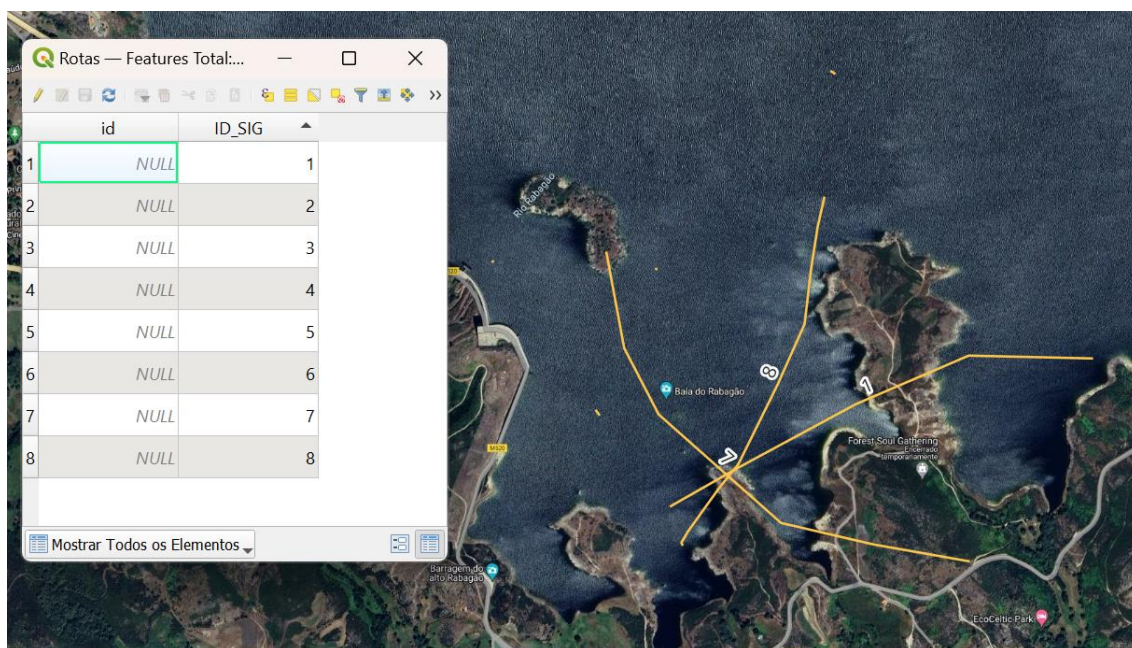 Rotas — Features Total:...
id ID_SIG
1 NULL 1
2 NULL 2
3 NULL 3
4 NULL 4
5 NULL 5
6 NULL 6
7 NULL 7
8 NULL 8
Mostrar Todos os Elementos
Rio Rabagão
8
Baía do Rabagão
1
Forest Soul Gathering
Encerrado
temporariamente
7
M520
Barragem do
alto Rabagão
EcoCeltic Park